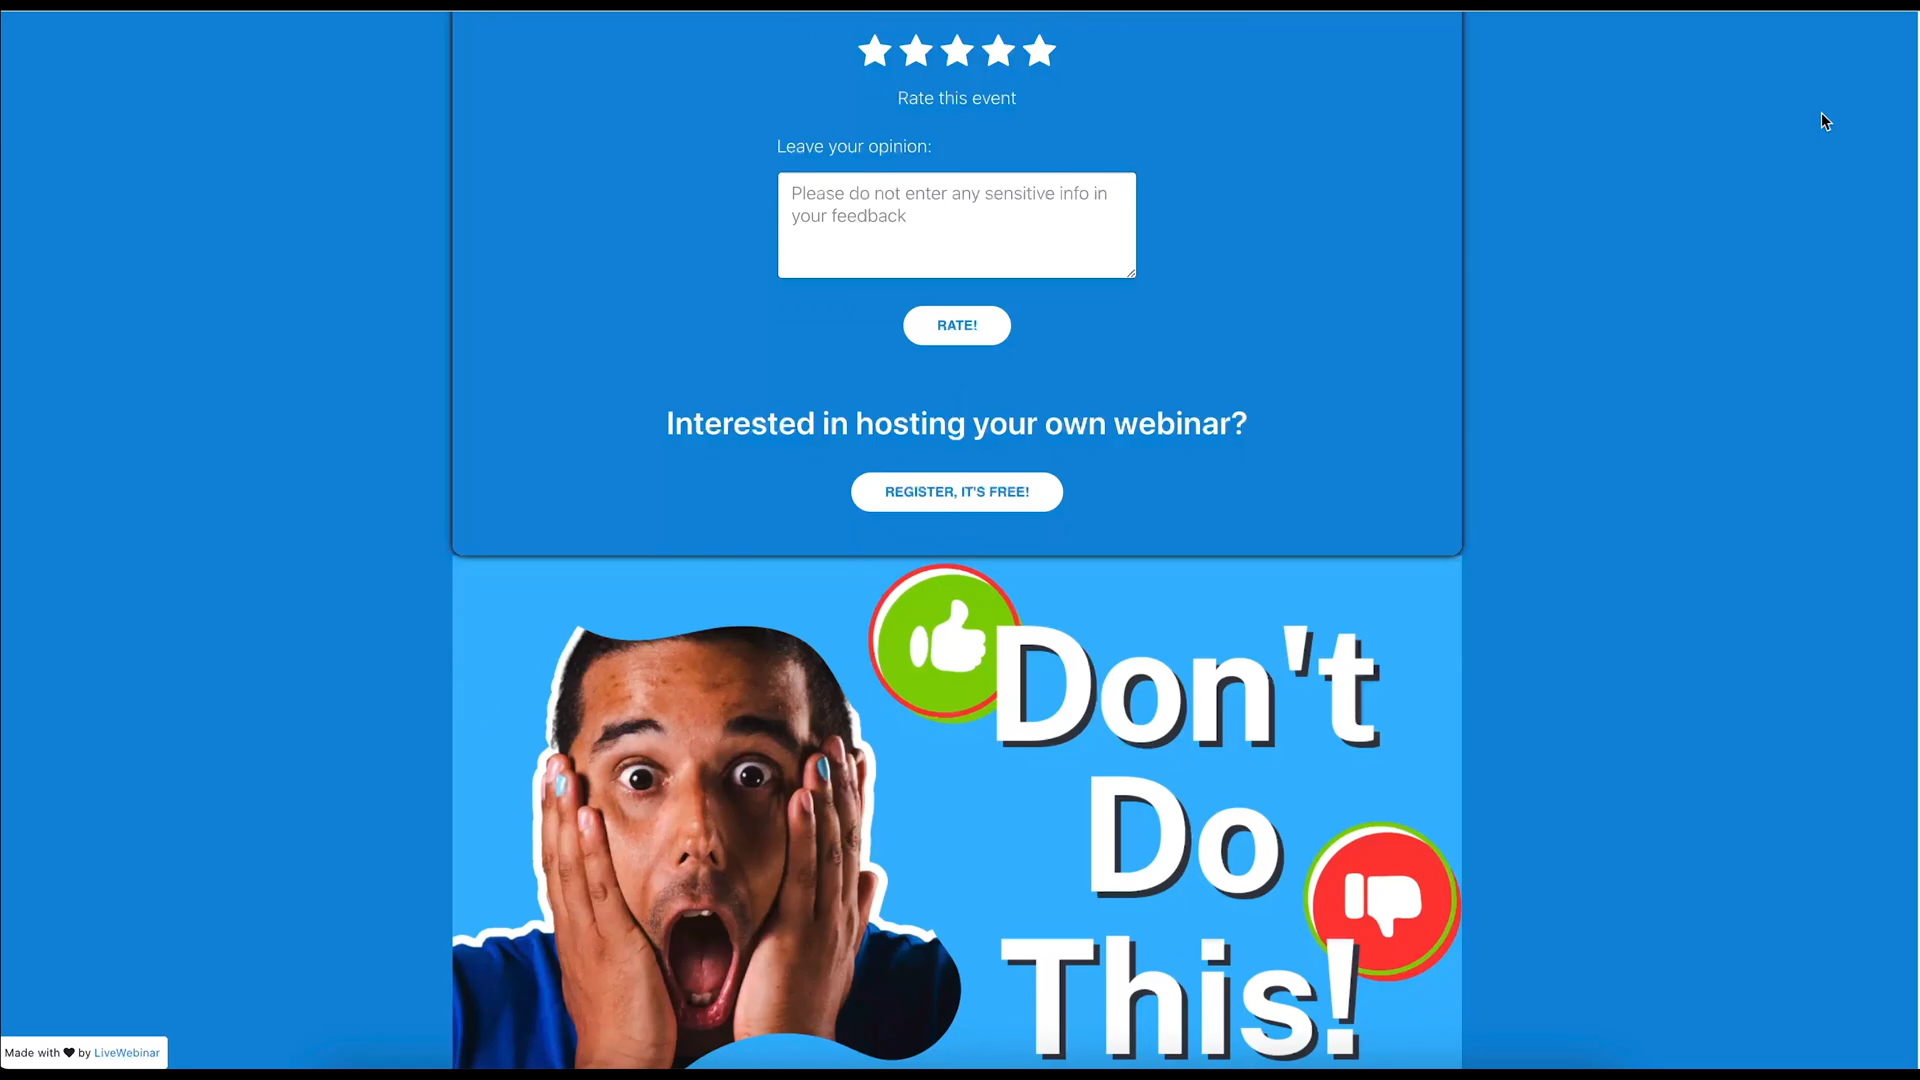 Rate this event
Leave your opinion:
Please do not enter any sensitive info in
your feedback
RATE!
Interested in hosting your own webinar?
REGISTER, IT'S FREE!
Don't
Do
This!
Made with ♥ by LiveWebinar